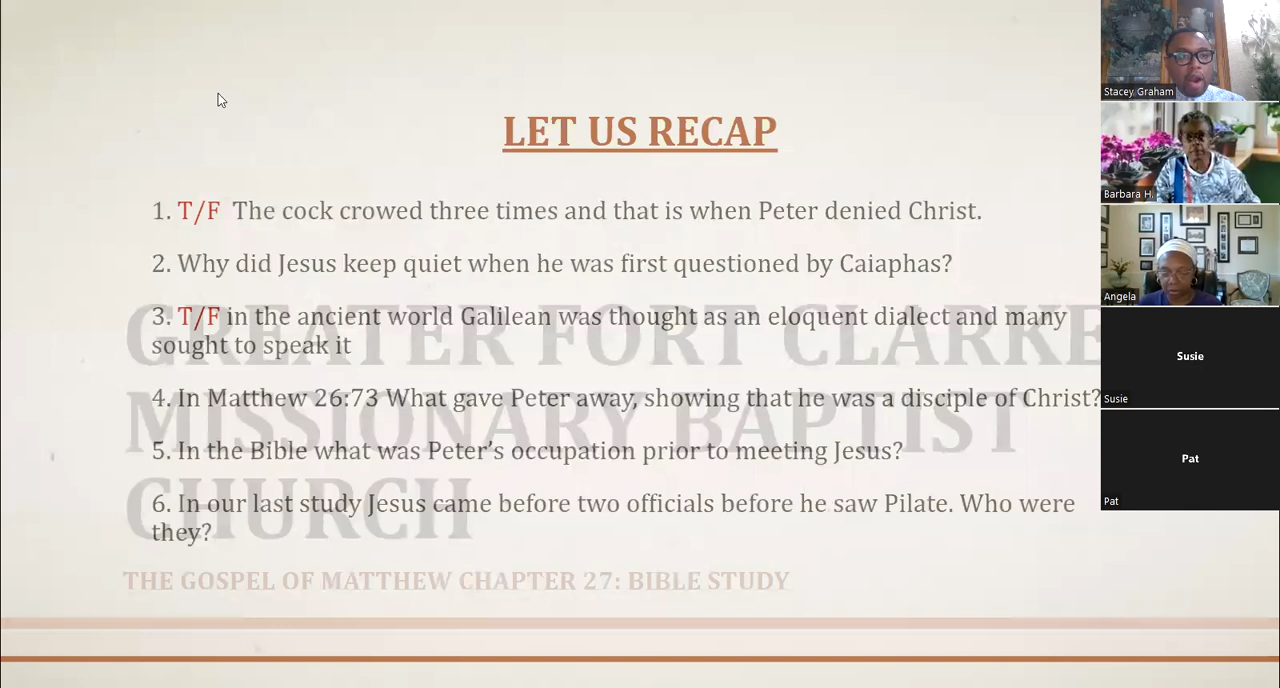 LET US RECAP
1. T/F  The cock crowed three times and that is when Peter denied Christ.
2. Why did Jesus keep quiet when he was first questioned by Caiaphas?
3. T/F in the ancient world Galilean was thought as an eloquent dialect and many
sought to speak it
4. In Matthew 26:73 What gave Peter away, showing that he was a disciple of Christ?
5. In the Bible what was Peter’s occupation prior to meeting Jesus?
6. In our last study Jesus came before two officials before he saw Pilate. Who were
they?
GREATER FORT CLARKE
MISSIONARY BAPTIST
CHURCH
THE GOSPEL OF MATTHEW CHAPTER 27: BIBLE STUDY
Stacey Graham
Barbara H.
Angela
Susie
Susie
Pat
Pat